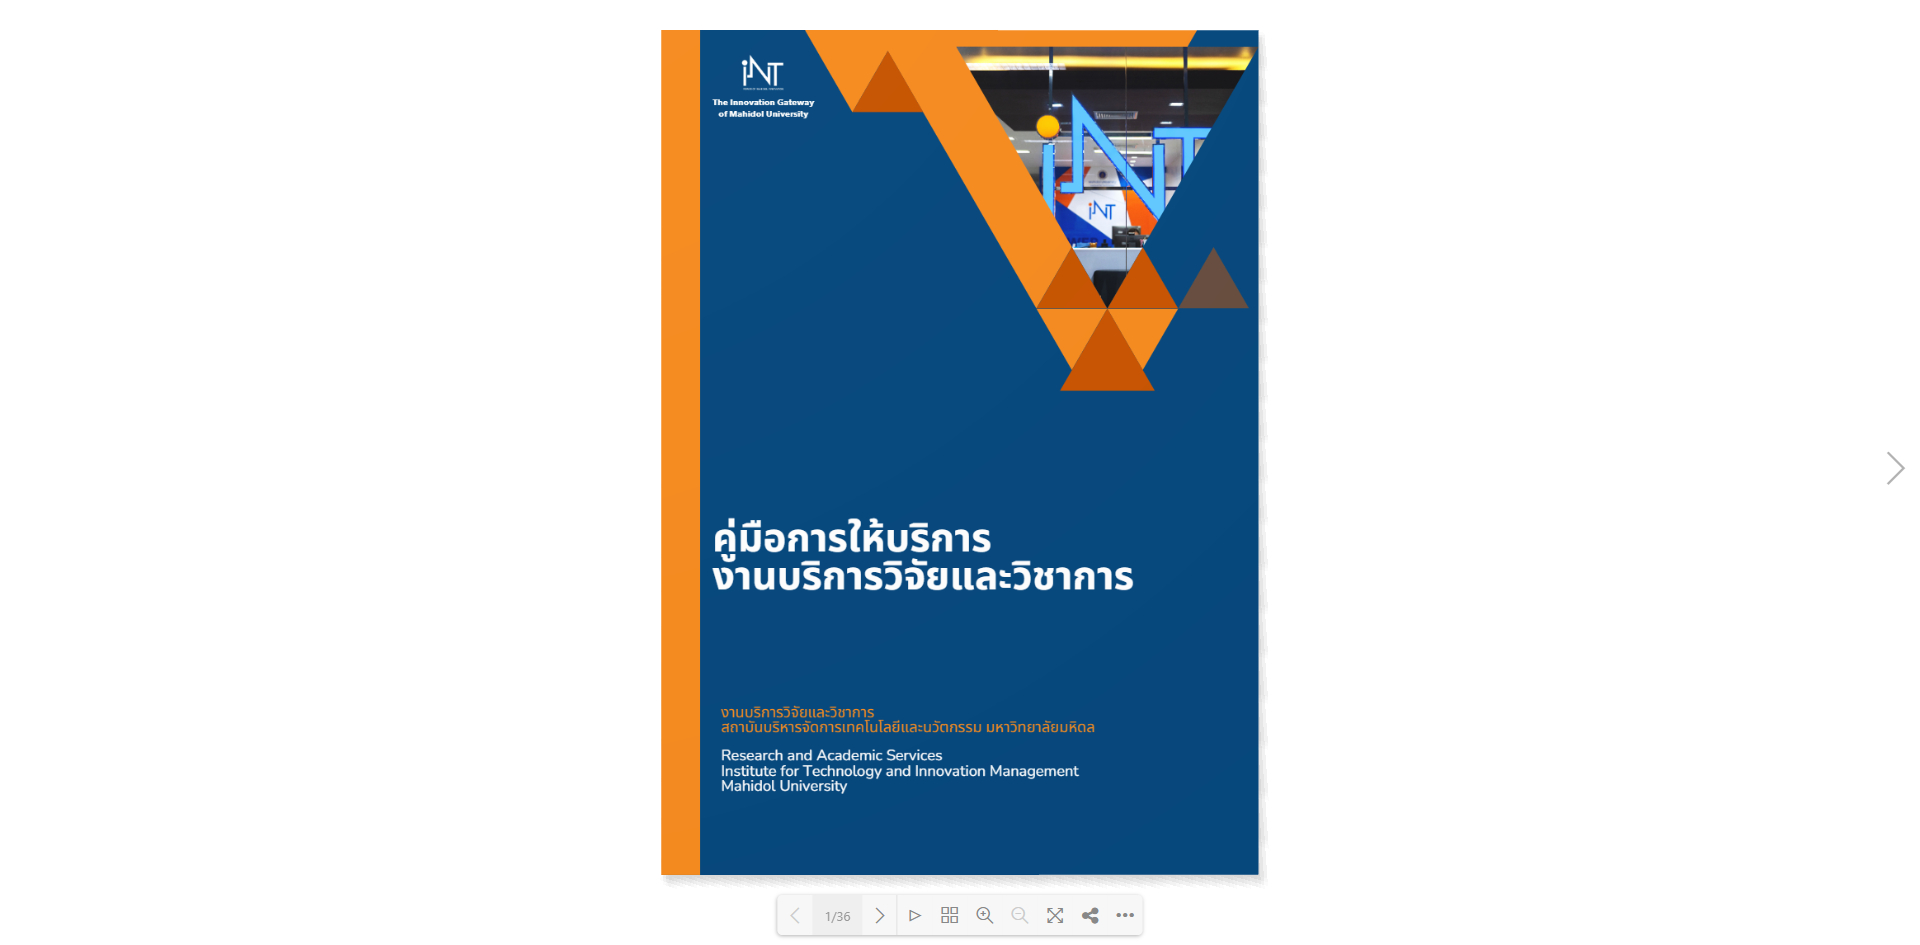 iNT
The Innovation Gateway
of Mahidol University
iNT
iNT
คู่มือการให้บริการ
งานบริการวิจัยและวิชาการ
งานบริการวิจัยและวิชาการ
สถาบันบริหารจัดการเทคโนโลยีและนวัตกรรม มหาวิทยาลัยมหิดล
Research and Academic Services
Institute for Technology and Innovation Management
Mahidol University
1/36